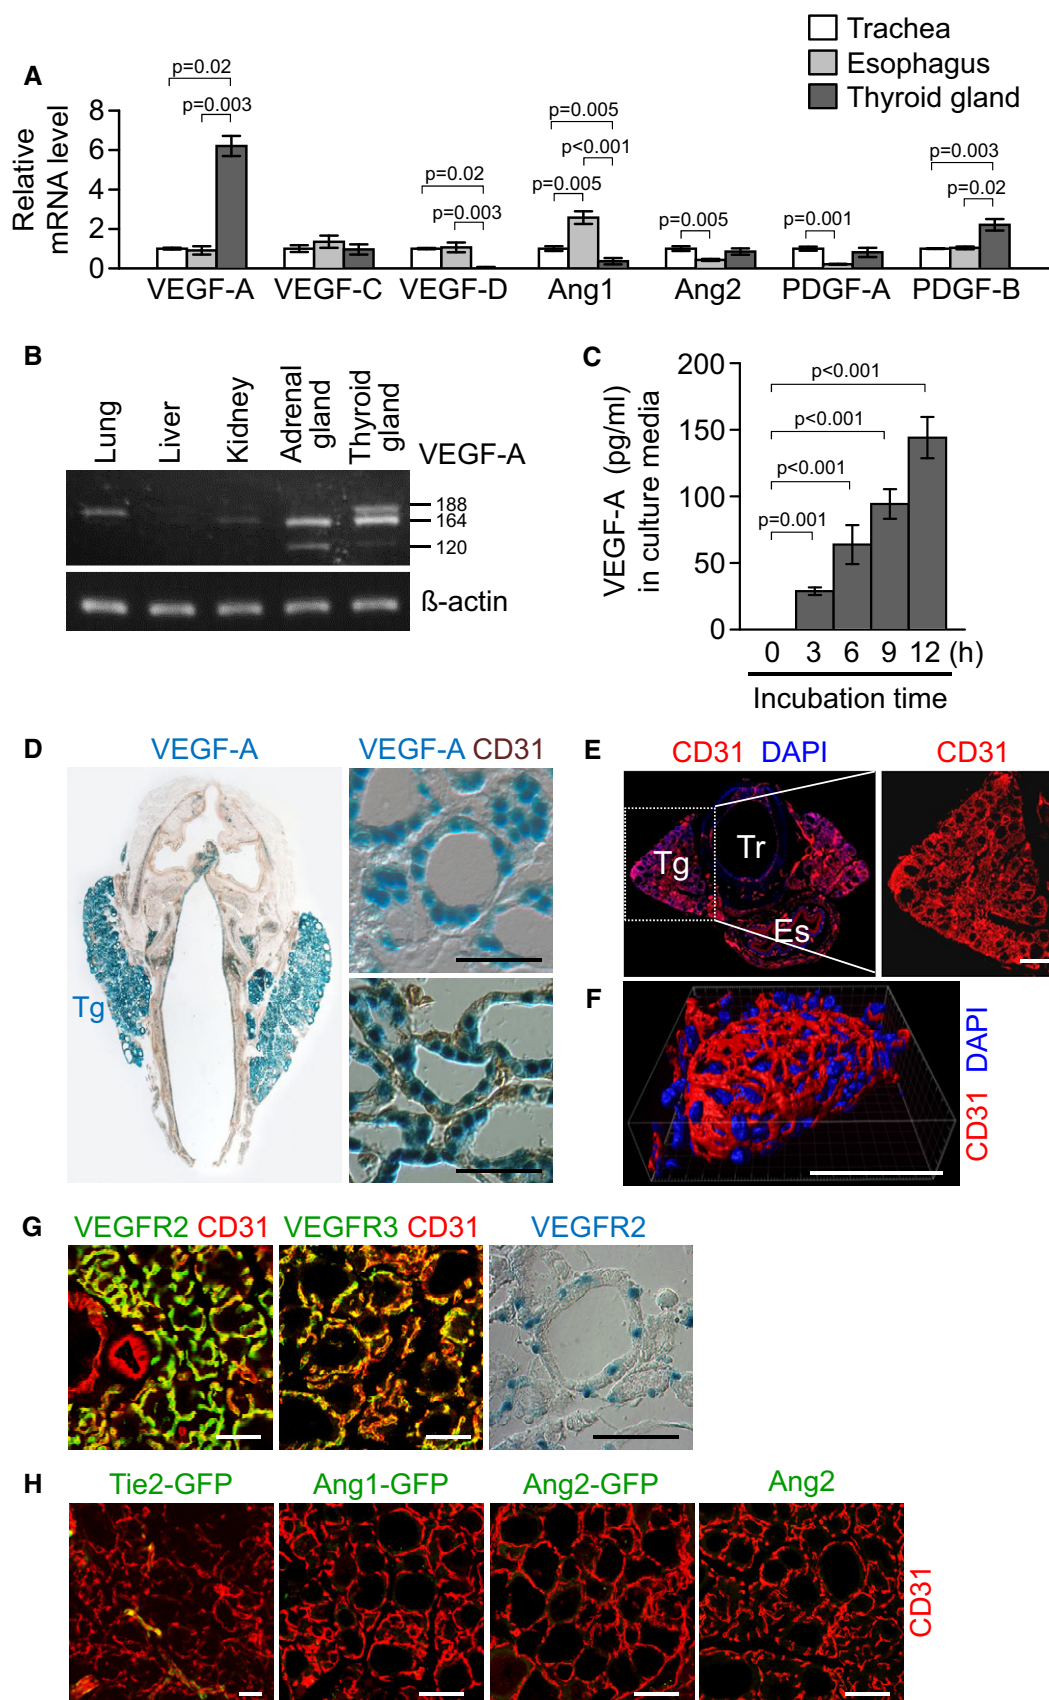 Trachea
Esophagus
Thyroid gland
A
p=0.02
p=0.003
p=0.02
p=0.003
p=0.005
p<0.001
p=0.005
p=0.005
p=0.001
p=0.003
p=0.02
Relative
mRNA level
8
6
4
2
0
VEGF-A VEGF-C VEGF-D Ang1 Ang2 PDGF-A PDGF-B
B
Lung
Liver
Kidney
Adrenal
gland
Thyroid
gland
VEGF-A
188
164
120
ß-actin
C
VEGF-A (pg/ml)
in culture media
200
150
100
50
0
p<0.001
p<0.001
p<0.001
p=0.001
0 3 6 9 12 (h)
Incubation time
D
VEGF-A
VEGF-A CD31
Tg
E
CD31 DAPI
CD31
Tg
Tr
Es
F
CD31 DAPI
G
VEGFR2 CD31
VEGFR3 CD31
VEGFR2
H
Tie2-GFP
Ang1-GFP
Ang2-GFP
Ang2
CD31